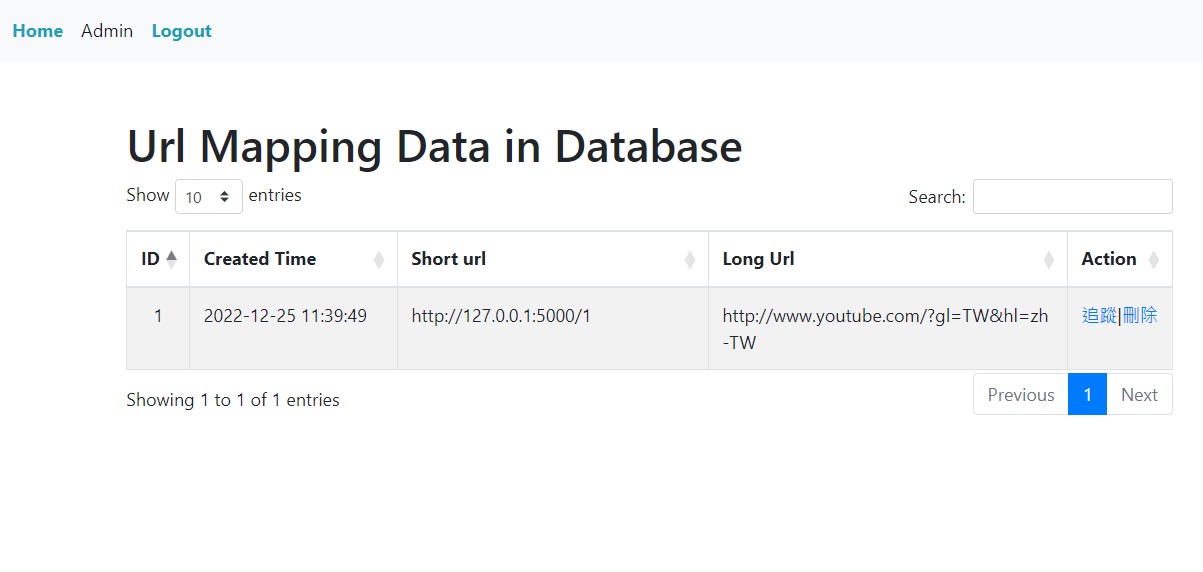 Home Admin Logout
Url Mapping Data in Database
Show 10 entries Search:
ID Created Time Short url Long Url Action
1 2022-12-25 11:39:49 http://127.0.0.1:5000/1 http://www.youtube.com/?gl=TW&hl=zh 追蹤|刪除
-TW
Showing 1 to 1 of 1 entries Previous 1 Next